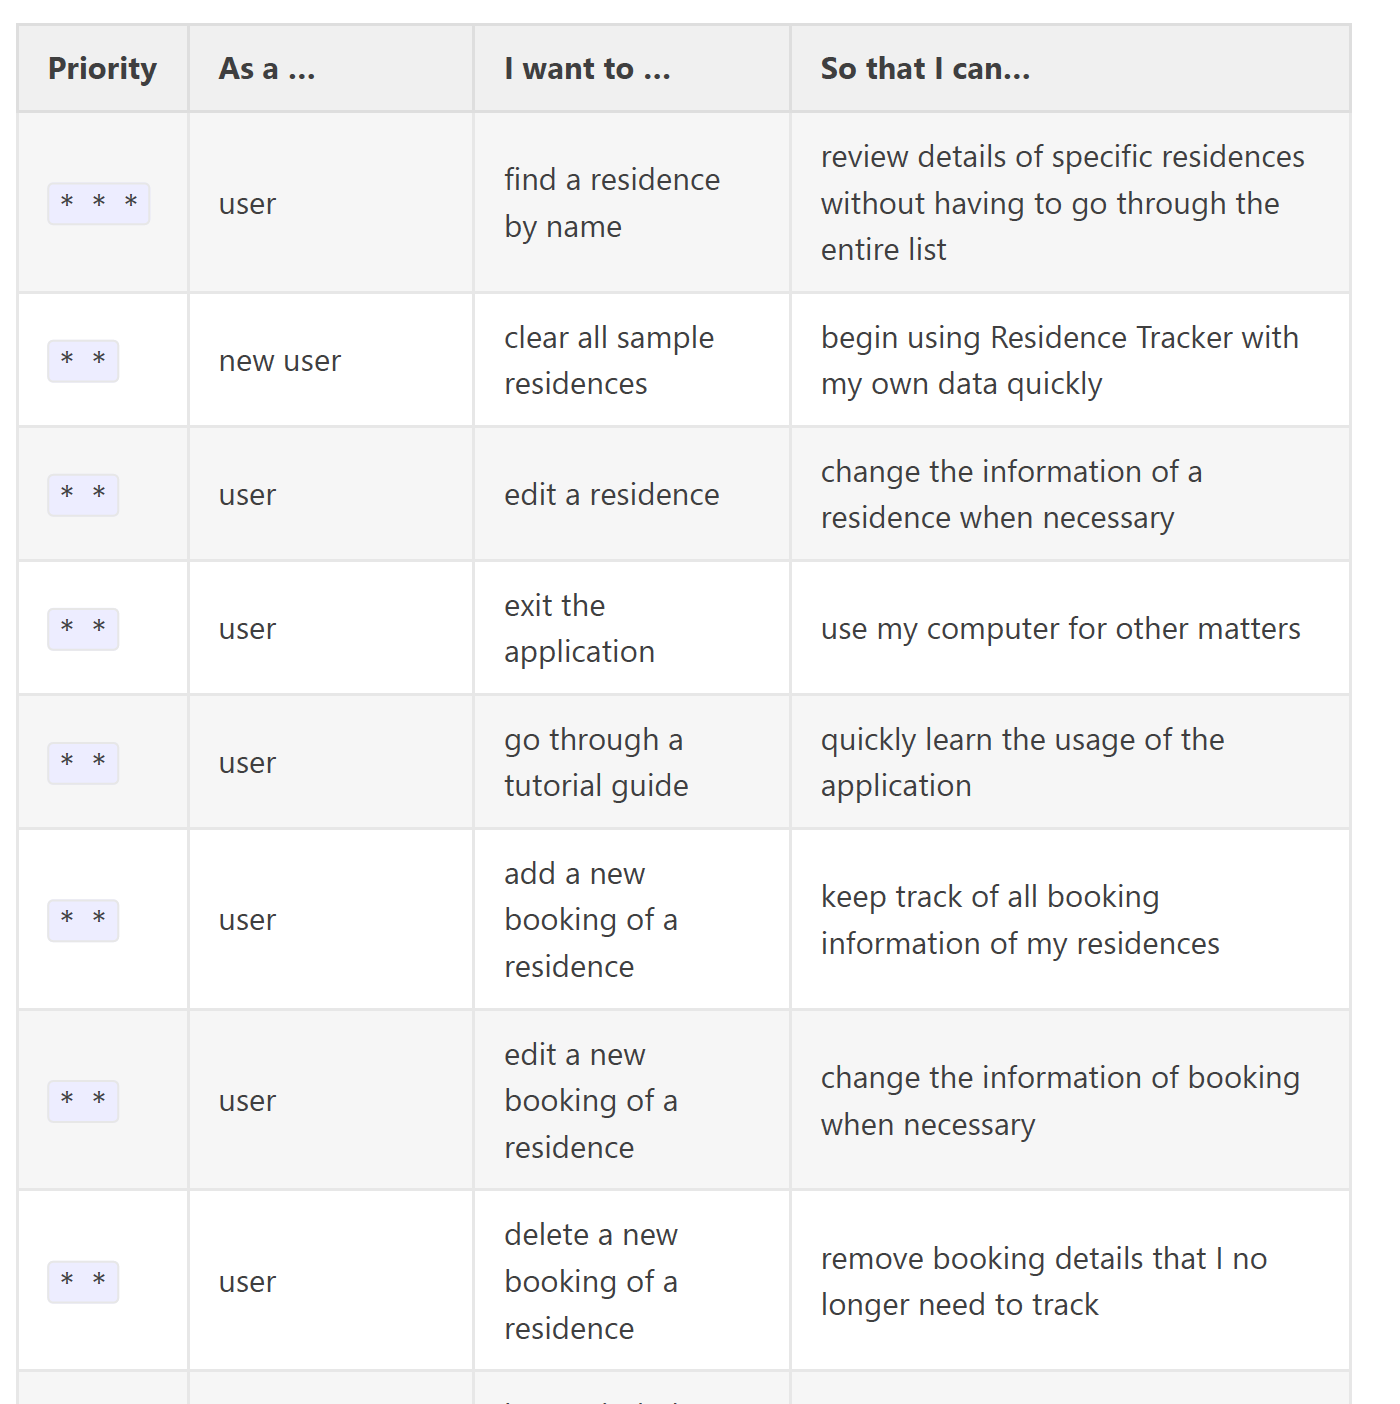 Priority As a ... I want to ... So that I can...
* * * user find a residence by name review details of specific residences without having to go through the entire list
* * new user clear all sample residences begin using Residence Tracker with my own data quickly
* * user edit a residence change the information of a residence when necessary
* * user exit the application use my computer for other matters
* * user go through a tutorial guide quickly learn the usage of the application
* * user add a new booking of a residence keep track of all booking information of my residences
* * user edit a new booking of a residence change the information of booking when necessary
* * user delete a new booking of a residence remove booking details that I no longer need to track